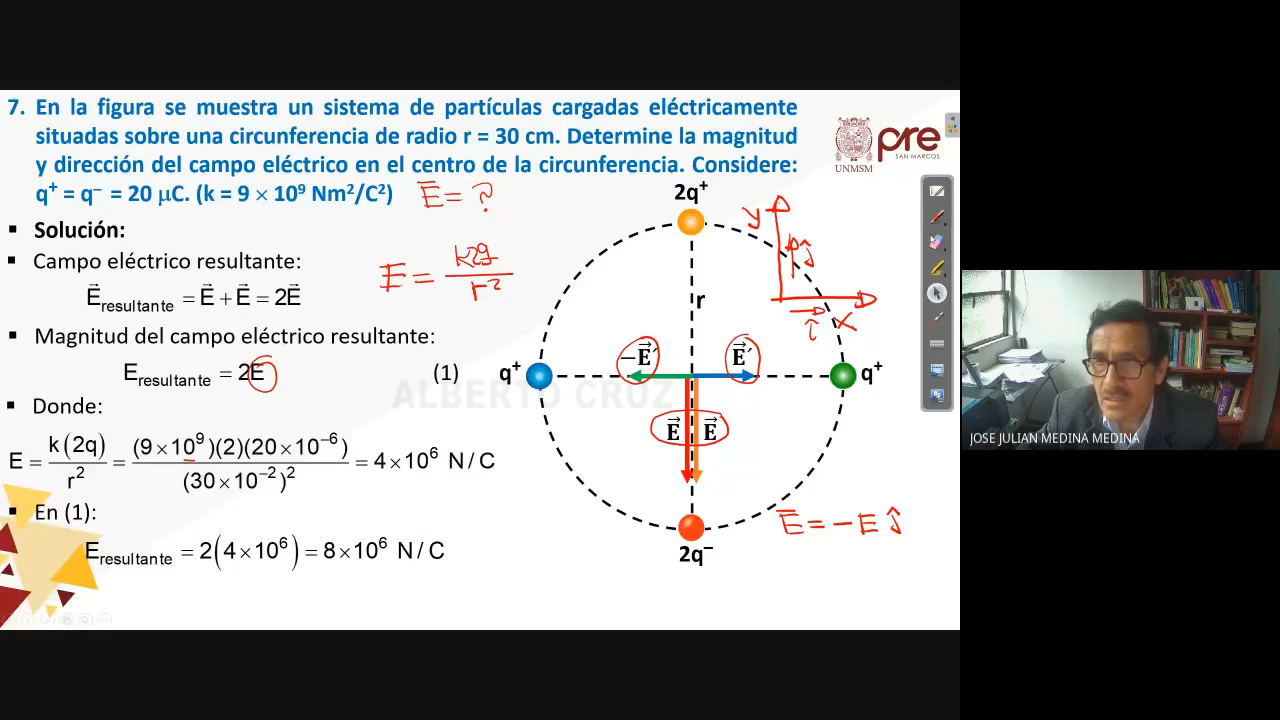 7. En la figura se muestra un sistema de partículas cargadas eléctricamente
situadas sobre una circunferencia de radio r = 30 cm. Determine la magnitud
y dirección del campo eléctrico en el centro de la circunferencia. Considere:
q⁺ = q⁻ = 20 μC. (k = 9 × 10⁹ Nm²/C²)
E̅ = ?
▪ Solución:
▪ Campo eléctrico resultante:
E⃗resultante = E⃗ + E⃗ = 2E⃗
E = k2q / r²
▪ Magnitud del campo eléctrico resultante:
Eresultante = 2E (1)
▪ Donde:
E = k(2q) / r² = (9×10⁹)(2)(20×10⁻⁶) / (30×10⁻²)² = 4×10⁶ N/C
▪ En (1):
Eresultante = 2(4×10⁶) = 8×10⁶ N/C
UNMSM
pre
SAN MARCOS
2q⁺
y
ĵ
r
î
x
−E⃗´
E⃗´
q⁺
q⁺
ALBERTO CRUZ
E⃗ E⃗
E̅ = −E ĵ
2q⁻
JOSE JULIAN MEDINA MEDINA